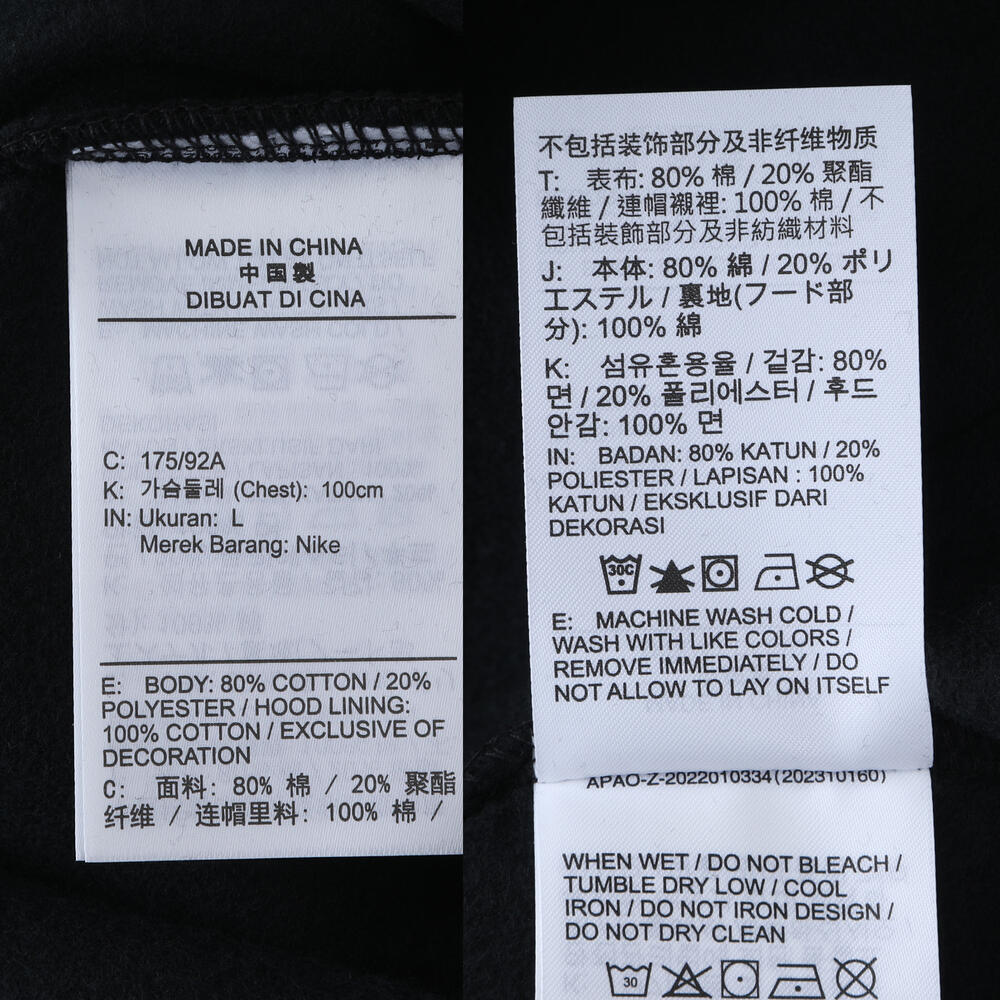 MADE IN CHINA
中国製
DIBUAT DI CINA
C: 175/92A
K: 가슴둘레 (Chest): 100cm
IN: Ukuran: L
Merek Barang: Nike
E: BODY: 80% COTTON / 20%
POLYESTER / HOOD LINING:
100% COTTON / EXCLUSIVE OF
DECORATION
C: 面料: 80% 棉 / 20% 聚酯
纤维 / 连帽里料: 100% 棉 /
不包括装饰部分及非纤维物质
T: 表布: 80% 棉 / 20% 聚酯
纖維 / 連帽襯裡: 100% 棉 / 不
包括裝飾部分及非紡織材料
J: 本体: 80% 綿 / 20% ポリ
エステル / 裏地(フード部
分): 100% 綿
K: 섬유혼용율 / 겉감: 80%
면 / 20% 폴리에스터 / 후드
안감: 100% 면
IN: BADAN: 80% KATUN / 20%
POLIESTER / LAPISAN : 100%
KATUN / EKSKLUSIF DARI
DEKORASI
30C
E: MACHINE WASH COLD /
WASH WITH LIKE COLORS /
REMOVE IMMEDIATELY / DO
NOT ALLOW TO LAY ON ITSELF
APAO-Z-2022010334(202310160)
WHEN WET / DO NOT BLEACH /
TUMBLE DRY LOW / COOL
IRON / DO NOT IRON DESIGN /
DO NOT DRY CLEAN
30